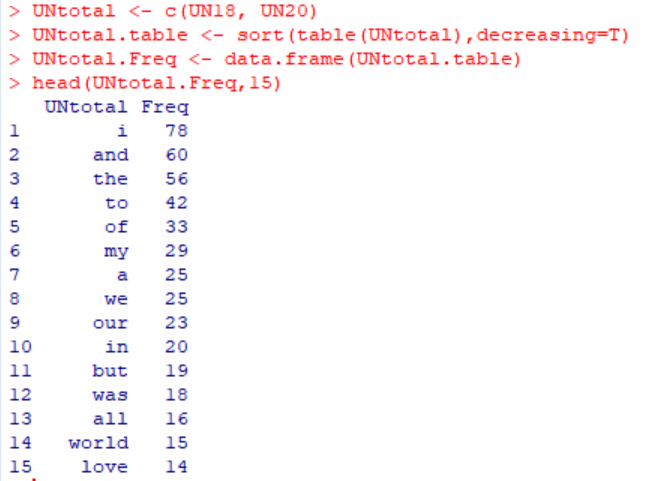 > UNtotal <- c(UN18, UN20)
> UNtotal.table <- sort(table(UNtotal),decreasing=T)
> UNtotal.Freq <- data.frame(UNtotal.table)
> head(UNtotal.Freq,15)
UNtotal Freq
1 i 78
2 and 60
3 the 56
4 to 42
5 of 33
6 my 29
7 a 25
8 we 25
9 our 23
10 in 20
11 but 19
12 was 18
13 all 16
14 world 15
15 love 14